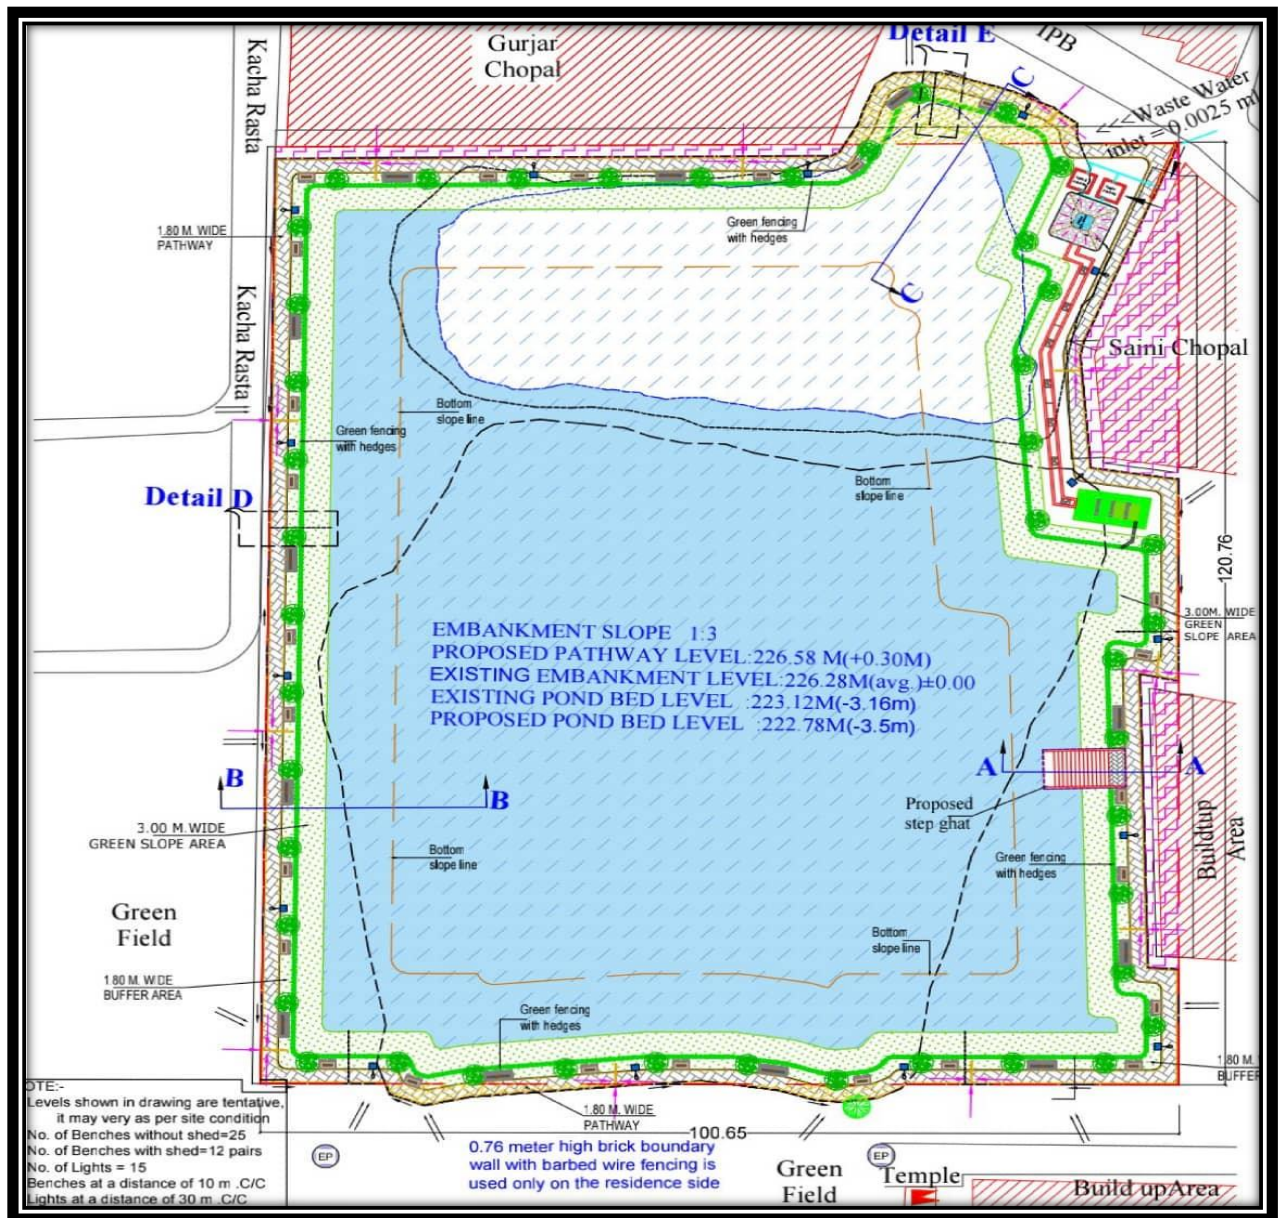 Detail E
IPB
Gurjar
Chopal
Kacha Rasta
C
<<<Waste Water
inlet = 0.0025 ml
1.80 M. WIDE
PATHWAY
Green fencing
with hedges
C
Kacha Rasta
Saini Chopal
Bottom
slope line
Green fencing
with hedges
Bottom
slope line
Detail D
120.76
3.00M. WIDE
GREEN
SLOPE AREA
EMBANKMENT SLOPE 1:3
PROPOSED PATHWAY LEVEL:226.58 M(+0.30M)
EXISTING EMBANKMENT LEVEL:226.28M(avg.)±0.00
EXISTING POND BED LEVEL :223.12M(-3.16m)
PROPOSED POND BED LEVEL :222.78M(-3.5m)
B
B
A
A
Proposed
step ghat
3.00 M. WIDE
GREEN SLOPE AREA
Bottom
slope line
Green fencing
with hedges
Buildtup
Area
Green
Field
Bottom
slope line
1.80 M. WIDE
BUFFER AREA
Green fencing
with hedges
1.80 M.
BUFFER
OTE:-
Levels shown in drawing are tentative,
it may very as per site condition
No. of Benches without shed=25
No. of Benches with shed=12 pairs
No. of Lights = 15
Benches at a distance of 10 m .C/C
Lights at a distance of 30 m .C/C
1.80 M. WIDE
PATHWAY
100.65
EP
0.76 meter high brick boundary
wall with barbed wire fencing is
used only on the residence side
EP
Green
Field
Temple
Build upArea